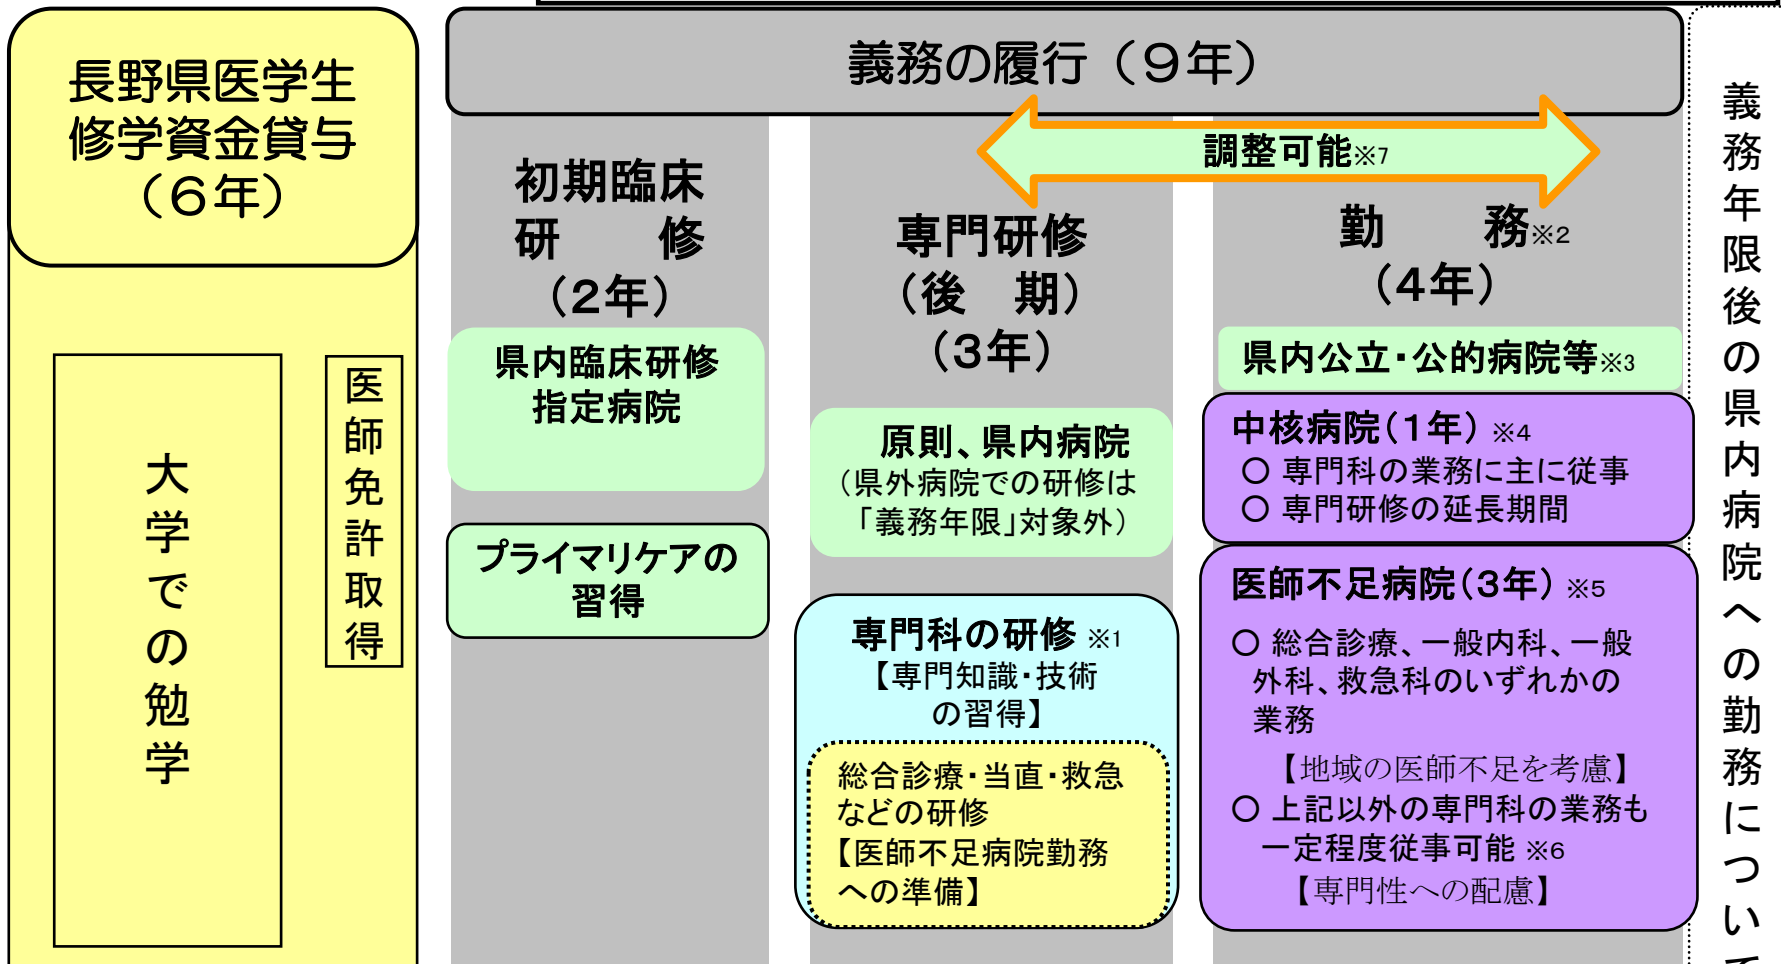 長野県医学生
修学資金貸与
（６年）
大学での勉学
医師免許取得
義務の履行（９年）
調整可能※7
初期臨床
研　　修
（２年）
県内臨床研修
指定病院
プライマリケアの
習得
専門研修
（後　期）
（３年）
原則、県内病院
（県外病院での研修は
「義務年限」対象外）
専門科の研修 ※1
【専門知識・技術
の習得】
総合診療・当直・救急
などの研修
【医師不足病院勤務
への準備】
勤　　務※2
（４年）
県内公立・公的病院等※3
中核病院（１年） ※4
○ 専門科の業務に主に従事
○ 専門研修の延長期間
医師不足病院（３年） ※5
○ 総合診療、一般内科、一般
外科、救急科のいずれかの
業務
【地域の医師不足を考慮】
○ 上記以外の専門科の業務も
一定程度従事可能 ※6
【専門性への配慮】
義務年限後の県内病院への勤務について